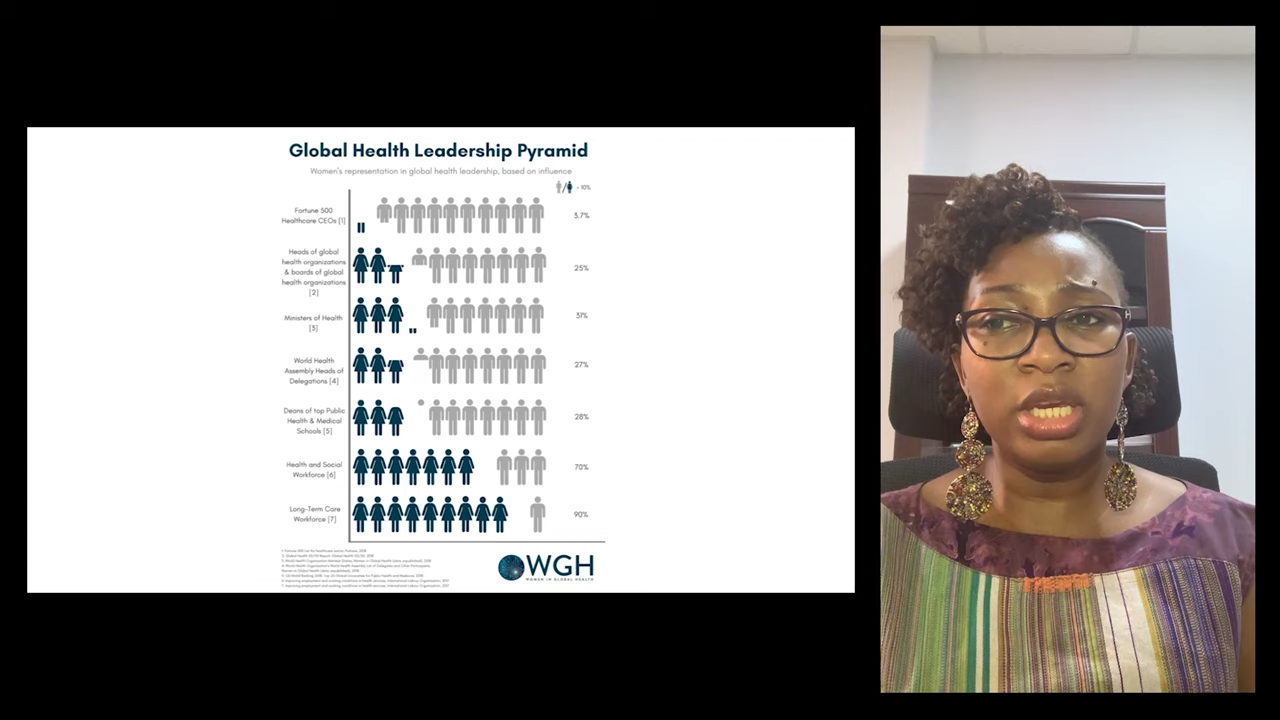 Global Health Leadership Pyramid
Women's representation in global health leadership, based on influence
/ = 10%
Fortune 500
Healthcare CEOs [1]
3.7%
Heads of global
health organizations
& boards of global
health organizations
[2]
25%
Ministers of Health
[3]
31%
World Health
Assembly Heads of
Delegations [4]
27%
Deans of top Public
Health & Medical
Schools [5]
28%
Health and Social
Workforce [6]
70%
Long-Term Care
Workforce [7]
90%
WGH
WOMEN IN GLOBAL HEALTH